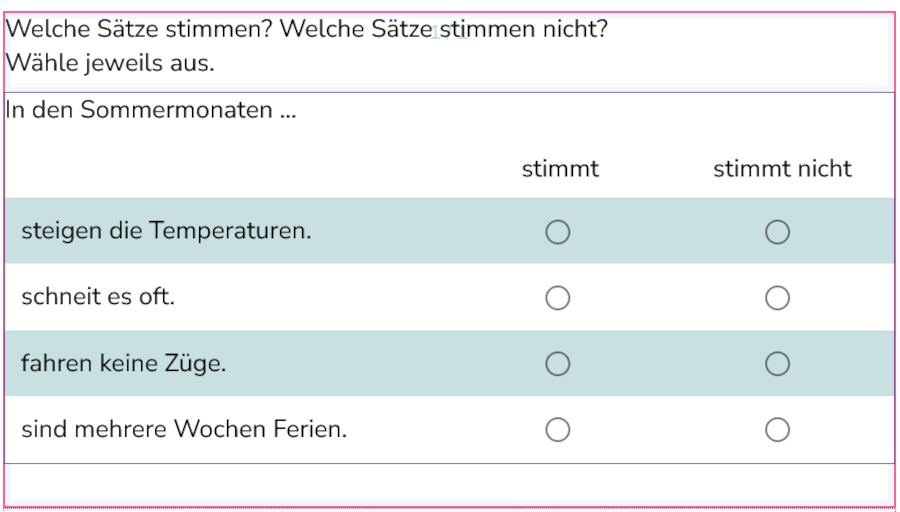 Welche Sätze stimmen? Welche Sätze stimmen nicht?
Wähle jeweils aus.
In den Sommermonaten ...
stimmt stimmt nicht
steigen die Temperaturen.
schneit es oft.
fahren keine Züge.
sind mehrere Wochen Ferien.